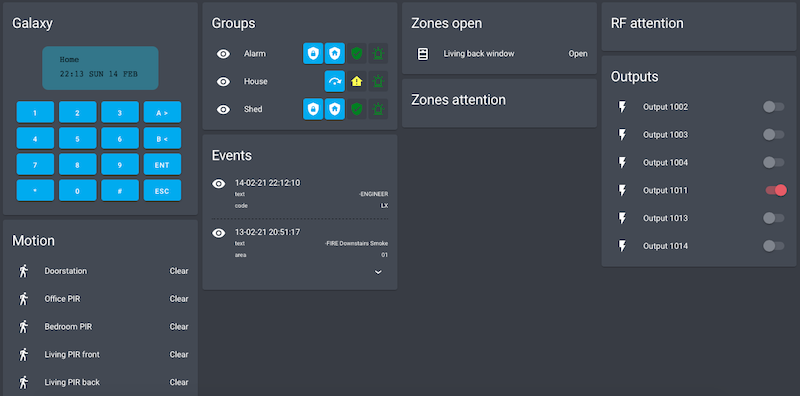 Galaxy
Home
22:13 SUN 14 FEB
1 2 3 A >
4 5 6 B <
7 8 9 ENT
* 0 # ESC
Motion
Doorstation Clear
Office PIR Clear
Bedroom PIR Clear
Living PIR front Clear
Living PIR back Clear
Groups
Alarm
House
Shed
Events
14-02-21 22:12:10
text -ENGINEER
code LX
13-02-21 20:51:17
text -FIRE Downstairs Smoke
area 01
Zones open
Living back window Open
Zones attention
RF attention
Outputs
Output 1002
Output 1003
Output 1004
Output 1011
Output 1013
Output 1014